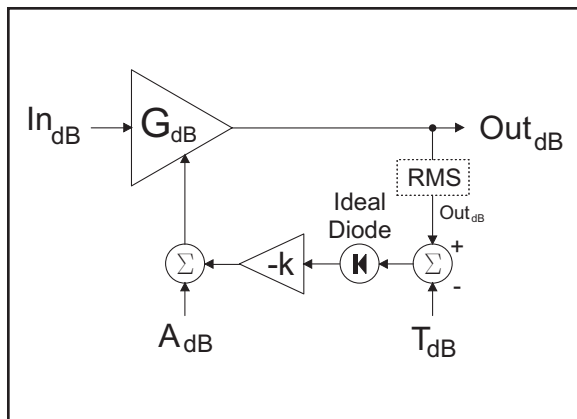 In_dB
G_dB
Out_dB
RMS
Ideal
Diode
Out_dB
Σ
-k
Σ
+
-
A_dB
T_dB